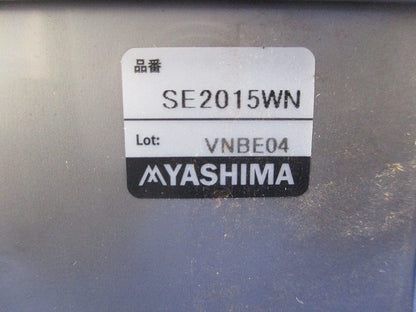 品番
SE2015WN
Lot: VNBE04
YASHIMA